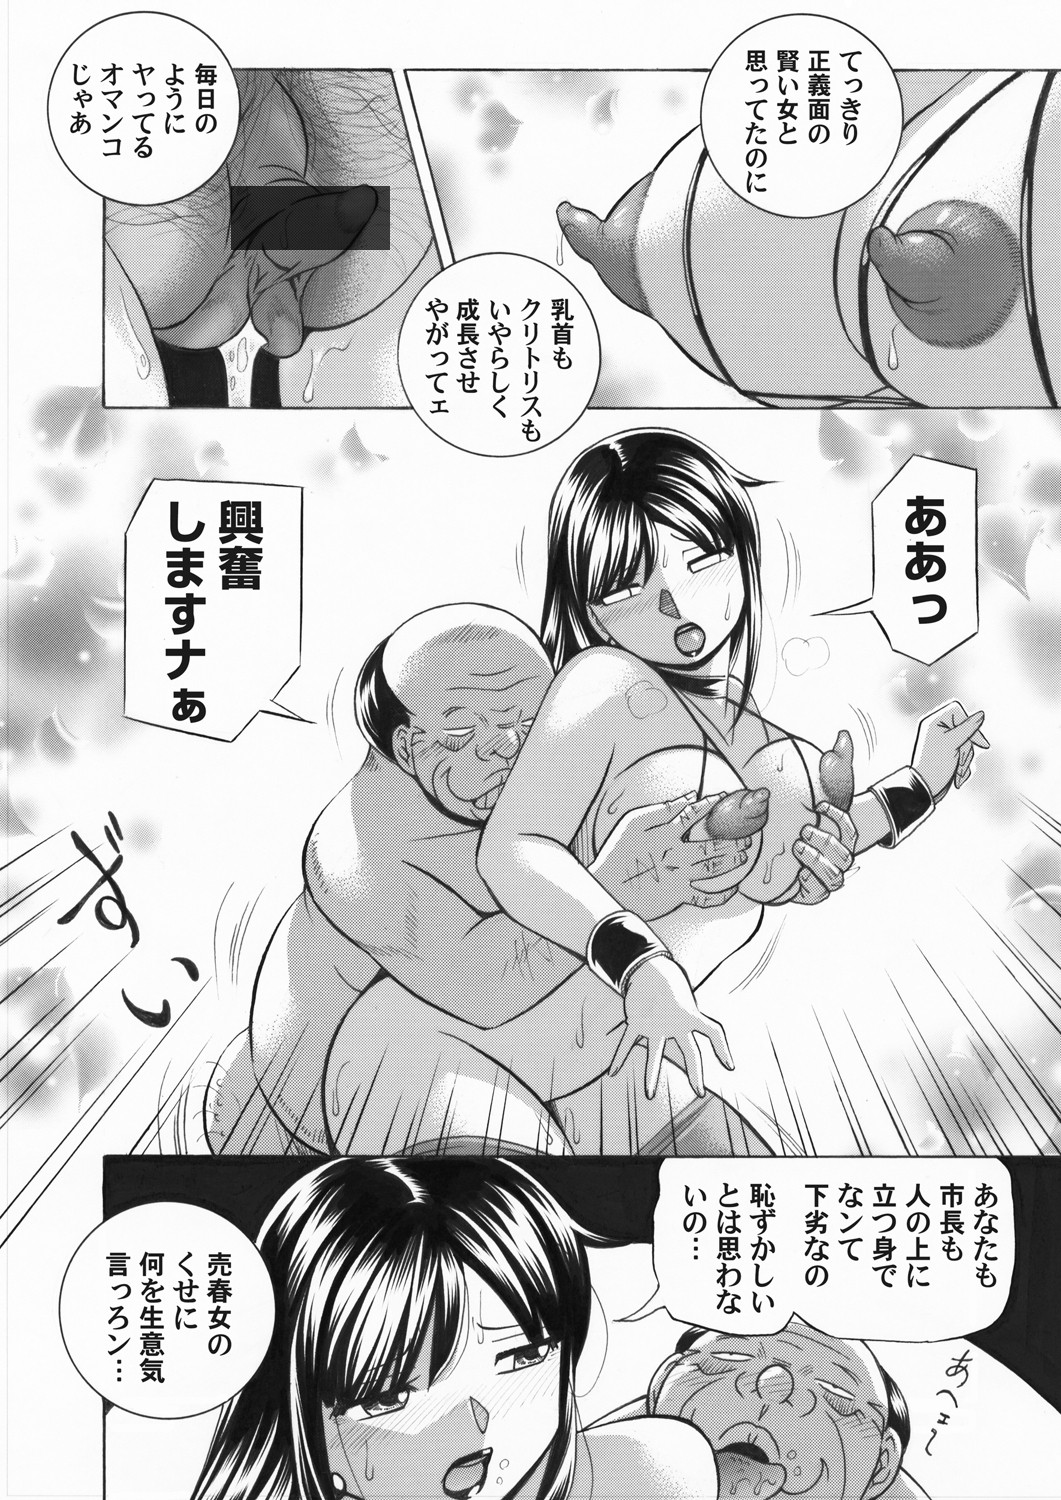 てっきり
正義面の
賢い女と
思ってたのに
乳首も
クリトリスも
いやらしく
成長させ
やがってェ
毎日の
ように
ヤってる
オマンコ
じゃあ
ああっ
興奮
しますナぁ
ずい
あなたも
市長も
人の上に
立つ身で
なンて
下劣なの
恥ずかしい
とは思わな
いの…
あへェ～
売春女の
くせに
何を生意気
言っろン…